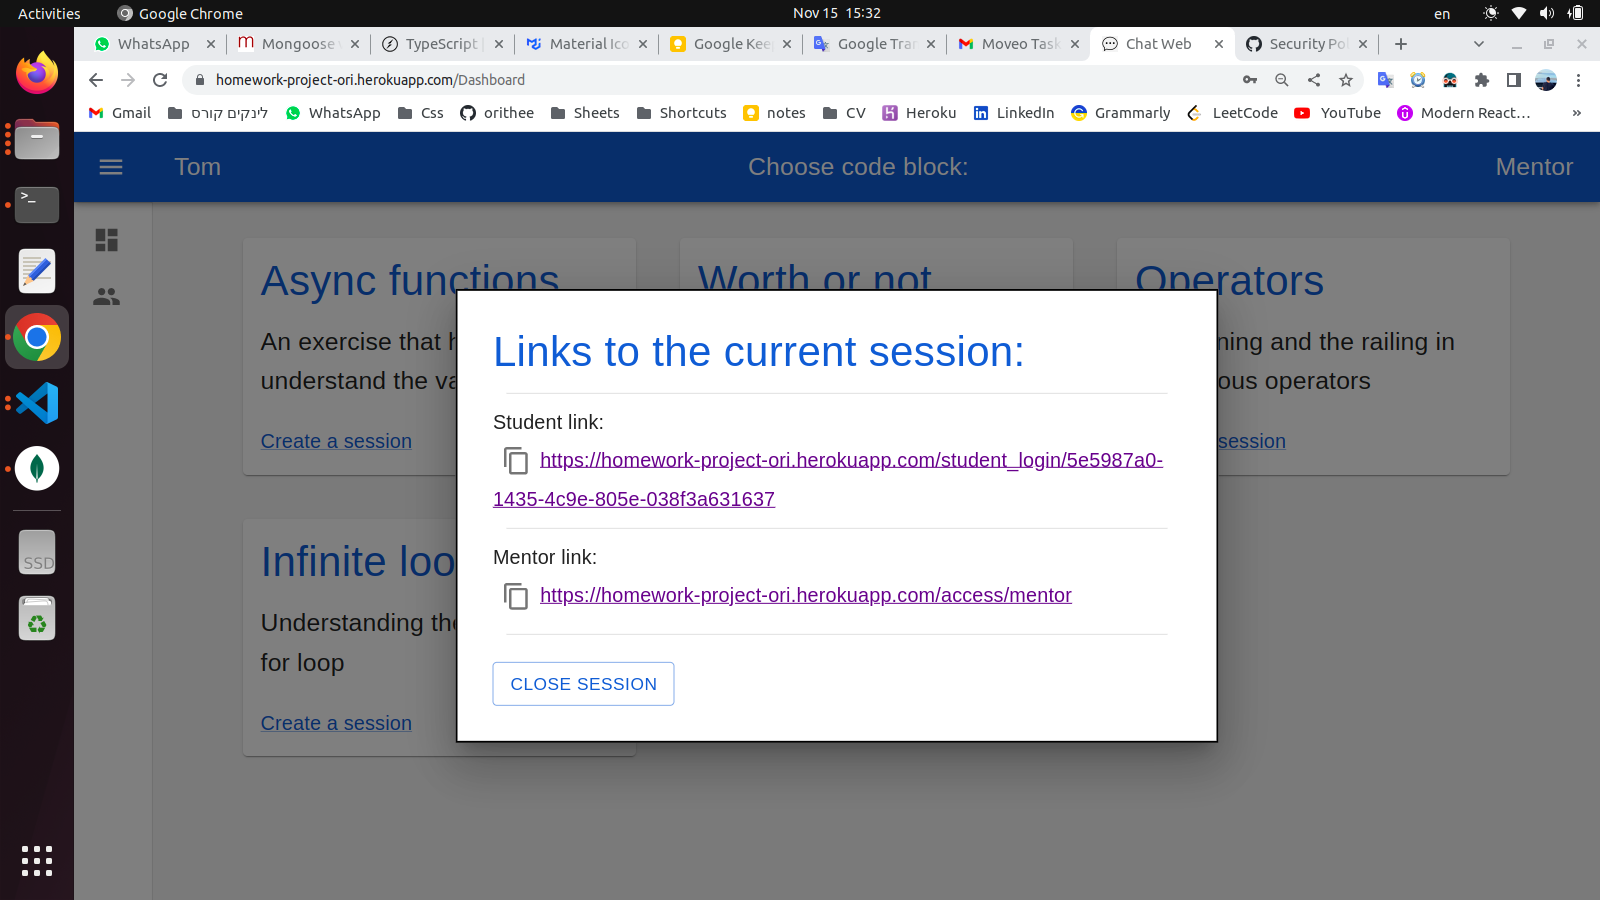 Activities
Google Chrome
Nov 15 15:32
en
WhatsApp
Mongoose
TypeScript
Material Ico
Google Kee
Google Tra
Moveo Task
Chat Web
Security Po
homework-project-ori.herokuapp.com/Dashboard
Gmail
לינקים קורס
WhatsApp
Css
orithee
Sheets
Shortcuts
notes
CV
Heroku
LinkedIn
Grammarly
LeetCode
YouTube
Modern React…
»
Tom
Choose code block:
Mentor
Async functions
Worth or not
Operators
An exercise that
understand the va
ning and the railing in
ous operators
Create a session
session
Links to the current session:
Student link:
https://homework-project-ori.herokuapp.com/student_login/5e5987a0-
1435-4c9e-805e-038f3a631637
Mentor link:
https://homework-project-ori.herokuapp.com/access/mentor
CLOSE SESSION
Infinite loo
Understanding the
for loop
Create a session
SSD
>_